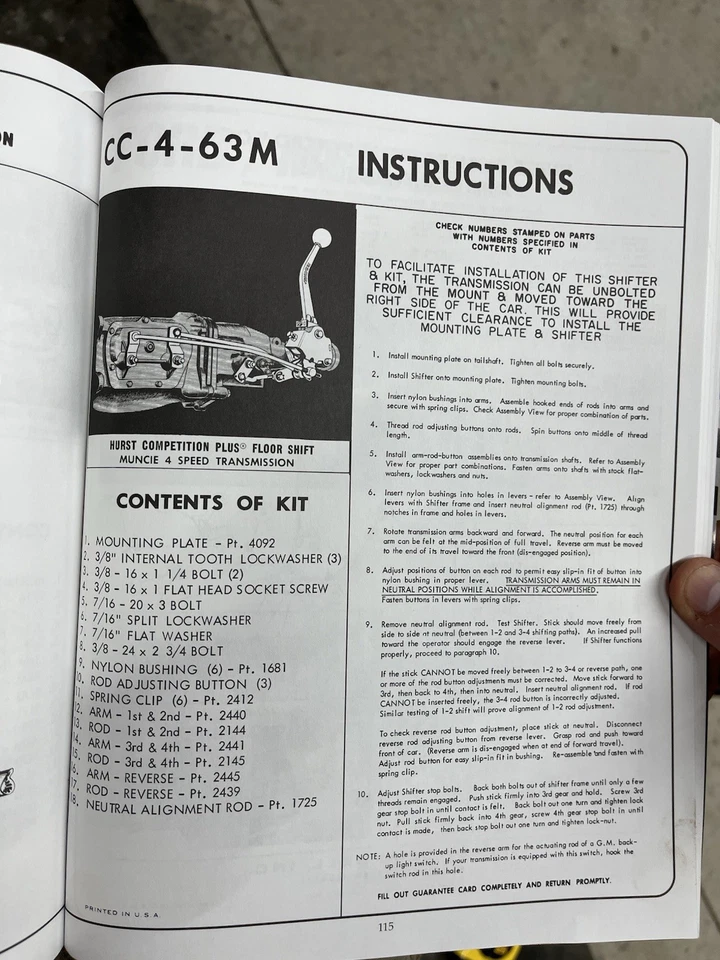 ON
CC-4-63M
INSTRUCTIONS
HURST COMPETITION PLUS® FLOOR SHIFT
MUNCIE 4 SPEED TRANSMISSION
CONTENTS OF KIT
1. MOUNTING PLATE - Pt. 4092
2. 3/8" INTERNAL TOOTH LOCKWASHER (3)
3. 3/8 - 16 x 1 1/4 BOLT (2)
4. 3/8 - 16 x 1 FLAT HEAD SOCKET SCREW
5. 7/16 - 20 x 3 BOLT
6. 7/16" SPLIT LOCKWASHER
7. 7/16" FLAT WASHER
8. 3/8 - 24 x 2 3/4 BOLT
9. NYLON BUSHING (6) - Pt. 1681
10. ROD ADJUSTING BUTTON (3)
11. SPRING CLIP (6) - Pt. 2412
12. ARM - 1st & 2nd - Pt. 2440
13. ROD - 1st & 2nd - Pt. 2144
14. ARM - 3rd & 4th - Pt. 2441
15. ROD - 3rd & 4th - Pt. 2145
16. ARM - REVERSE - Pt. 2445
17. ROD - REVERSE - Pt. 2439
18. NEUTRAL ALIGNMENT ROD - Pt. 1725
PRINTED IN U.S.A
CHECK NUMBERS STAMPED ON PARTS
WITH NUMBERS SPECIFIED IN
CONTENTS OF KIT
TO FACILITATE INSTALLATION OF THIS SHIFTER
& KIT, THE TRANSMISSION CAN BE UNBOLTED
FROM THE MOUNT & MOVED TOWARD THE
RIGHT SIDE OF THE CAR. THIS WILL PROVIDE
SUFFICIENT CLEARANCE TO INSTALL THE
MOUNTING PLATE & SHIFTER
1. Install mounting plate on tailshaft. Tighten all bolts securely.
2. Install Shifter onto mounting plate. Tighten mounting bolts.
3. Insert nylon bushings into arms. Assemble hooked ends of rods into arms and
secure with spring clips. Check Assembly View for proper combination of parts.
4. Thread rod adjusting buttons onto rods. Spin buttons onto middle of thread
length.
5. Install arm-rod-button assemblies onto transmission shafts. Refer to Assembly
View for proper part combinations. Fasten arms onto shafts with stock flat-
washers, lockwashers and nuts.
6. Insert nylon bushings into holes in levers - refer to Assembly View. Align
levers with Shifter frame and insert neutral alignment rod (Pt. 1725) through
notches in frame and holes in levers.
7. Rotate transmission arms backward and forward. The neutral position for each
arm can be felt at the mid-position of full travel. Reverse arm must be moved
to the end of its travel toward the front (dis-engaged position).
8. Adjust positions of button on each rod to permit easy slip-in fit of button into
nylon bushing in proper lever. TRANSMISSION ARMS MUST REMAIN IN
NEUTRAL POSITIONS WHILE ALIGNMENT IS ACCOMPLISHED.
Fasten buttons in levers with spring clips.
9. Remove neutral alignment rod. Test Shifter. Stick should move freely from
side to side at neutral (between 1-2 and 3-4 shifting paths). An increased pull
toward the operator should engage the reverse lever. If Shifter functions
properly, proceed to paragraph 10.
If the stick CANNOT be moved freely between 1-2 to 3-4 or reverse path, one
or more of the rod button adjustments must be corrected. Move stick forward to
3rd, then back to 4th, then into neutral. Insert neutral alignment rod. If rod
CANNOT be inserted freely, the 3-4 rod button is incorrectly adjusted.
Similar testing of 1-2 shift will prove alignment of 1-2 rod adjustment.
To check reverse rod button adjustment, place stick at neutral. Disconnect
reverse rod adjusting button from reverse lever. Grasp rod and push toward
front of car. (Reverse arm is dis-engaged when at end of forward travel).
Adjust rod button for easy slip-fit in bushing. Re-assemble and fasten with
spring clip.
10. Adjust Shifter stop bolts. Back both bolts out of shifter frame until only a few
threads remain engaged. Push stick firmly into 3rd gear and hold. Screw 3rd
gear stop bolt in until contact is felt. Back bolt out one turn and tighten lock
nut. Pull stick firmly back into 4th gear, screw 4th gear stop bolt in until
contact is made, then back stop bolt out one turn and tighten lock-nut.
NOTE: A hole is provided in the reverse arm for the actuating rod of a G.M. back-
up light switch. If your transmission is equipped with this switch, hook the
switch rod in this hole.
FILL OUT GUARANTEE CARD COMPLETELY AND RETURN PROMPTLY.
115